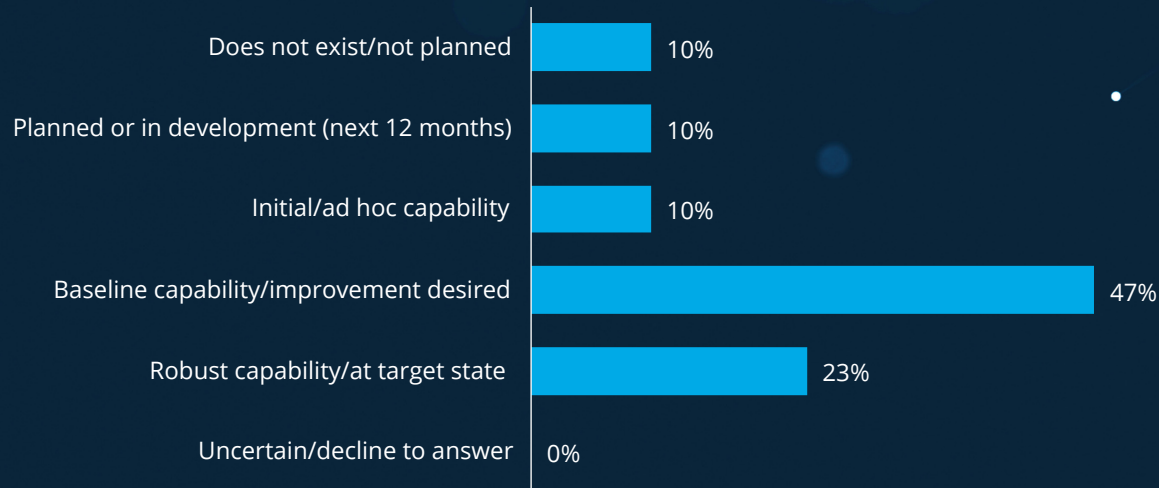 Does not exist/not planned 10%
Planned or in development (next 12 months) 10%
Initial/ad hoc capability 10%
Baseline capability/improvement desired 47%
Robust capability/at target state 23%
Uncertain/decline to answer 0%